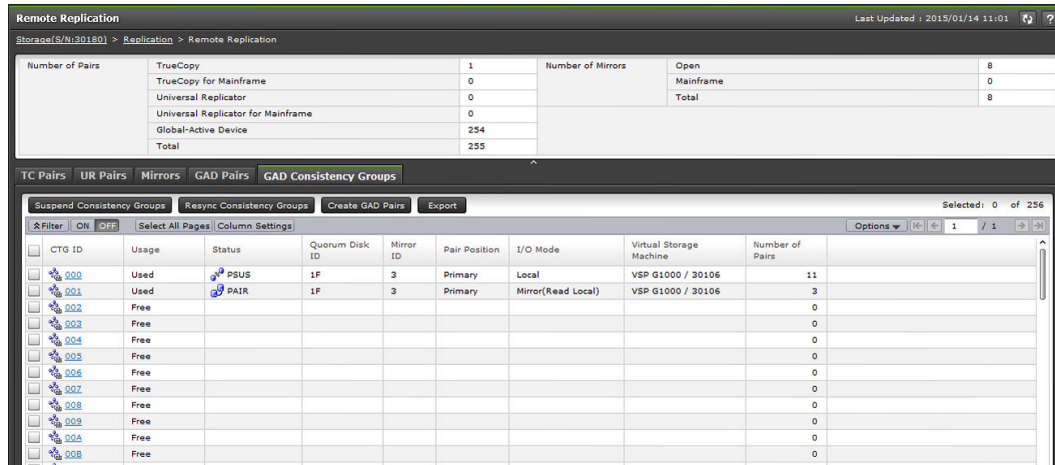 Remote Replication Last Updated : 2015/01/14 11:01 ?
Storage(S/N:30180) > Replication > Remote Replication
Number of Pairs TrueCopy 1 Number of Mirrors Open 8
TrueCopy for Mainframe 0 Mainframe 0
Universal Replicator 0 Total 8
Universal Replicator for Mainframe 0
Global-Active Device 254
Total 255
TC Pairs UR Pairs Mirrors GAD Pairs GAD Consistency Groups
Suspend Consistency Groups Resync Consistency Groups Create GAD Pairs Export Selected: 0 of 256
Filter ON OFF Select All Pages Column Settings Options 1 / 1
CTG ID Usage Status Quorum Disk ID Mirror ID Pair Position I/O Mode Virtual Storage Machine Number of Pairs
000 Used PSUS 1F 3 Primary Local VSP G1000 / 30106 11
001 Used PAIR 1F 3 Primary Mirror(Read Local) VSP G1000 / 30106 3
002 Free 0
003 Free 0
004 Free 0
005 Free 0
006 Free 0
007 Free 0
008 Free 0
009 Free 0
00A Free 0
00B Free 0